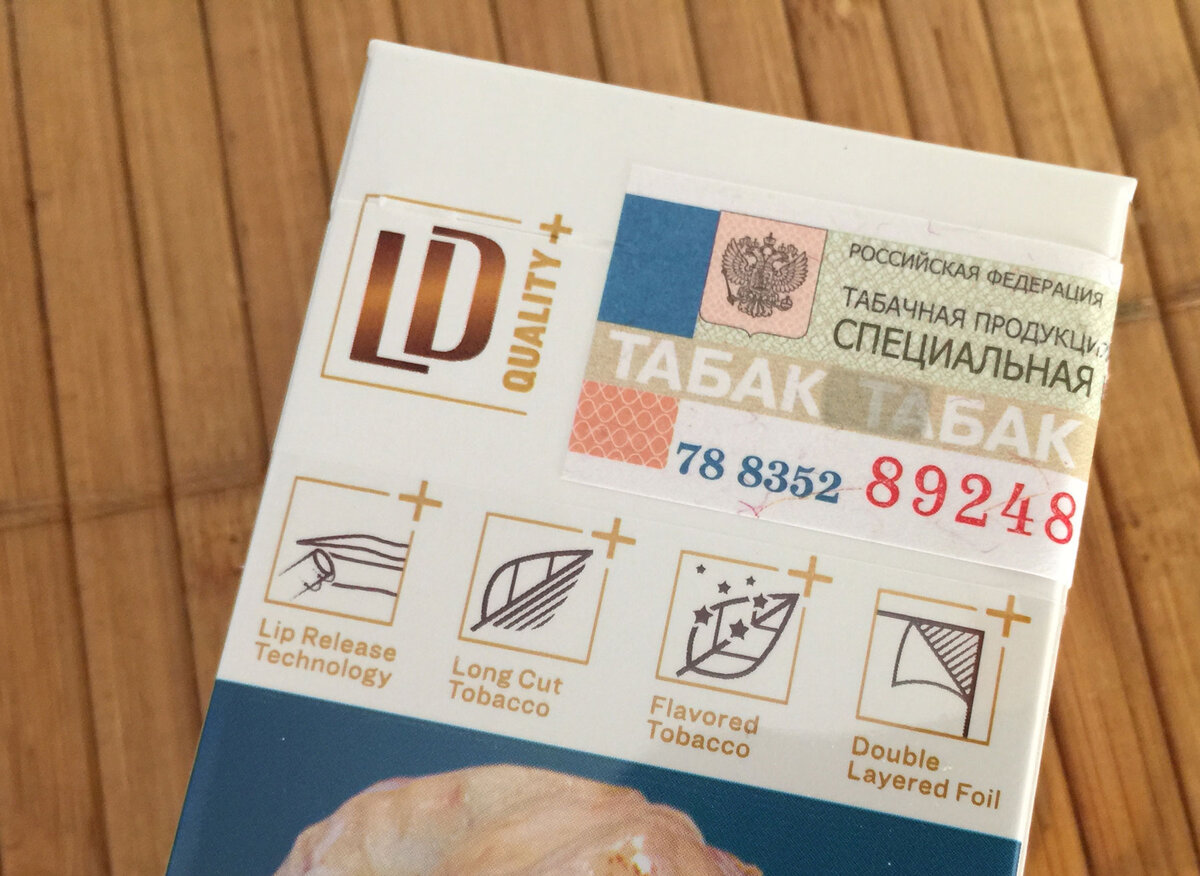 LD
QUALITY+
РОССИЙСКАЯ ФЕДЕРАЦИЯ
ТАБАЧНАЯ ПРОДУКЦИЯ
СПЕЦИАЛЬНАЯ
ТАБАК ТАБАК
78 8352 89248
Lip Release
Technology
Long Cut
Tobacco
Flavored
Tobacco
Double
Layered Foil